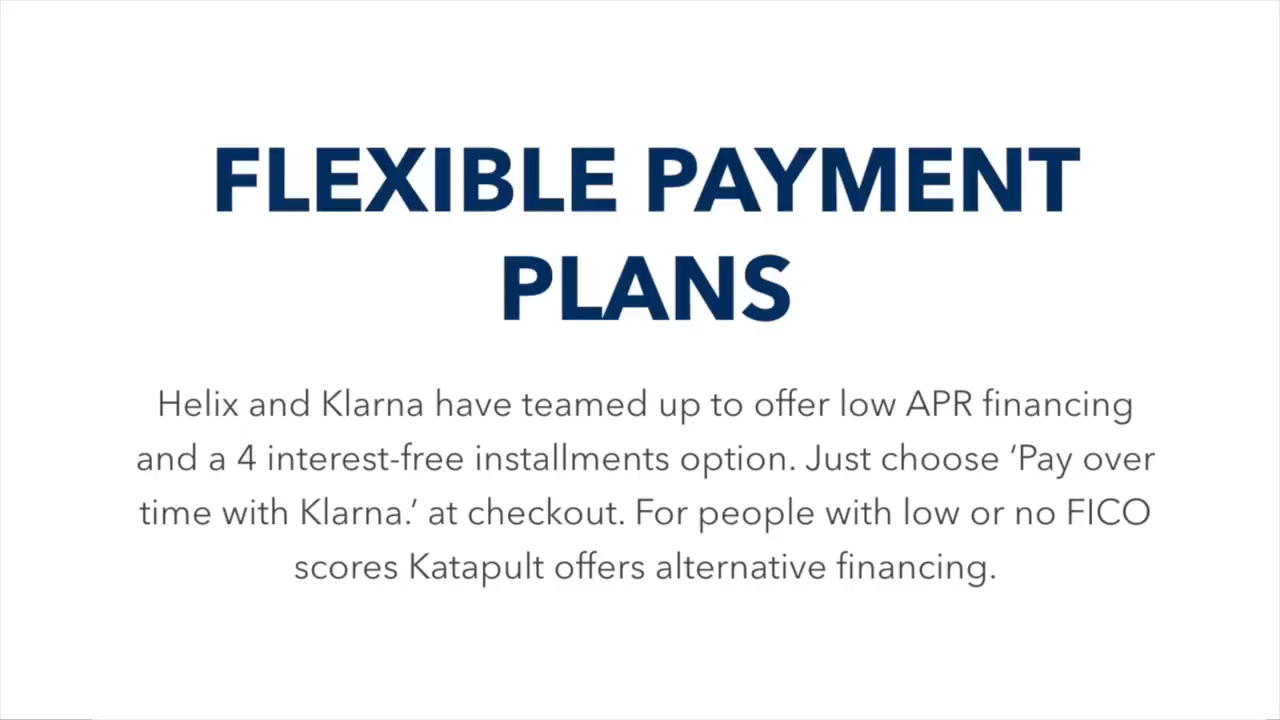 FLEXIBLE PAYMENT
PLANS
Helix and Klarna have teamed up to offer low APR financing
and a 4 interest-free installments option. Just choose ‘Pay over
time with Klarna.’ at checkout. For people with low or no FICO
scores Katapult offers alternative financing.